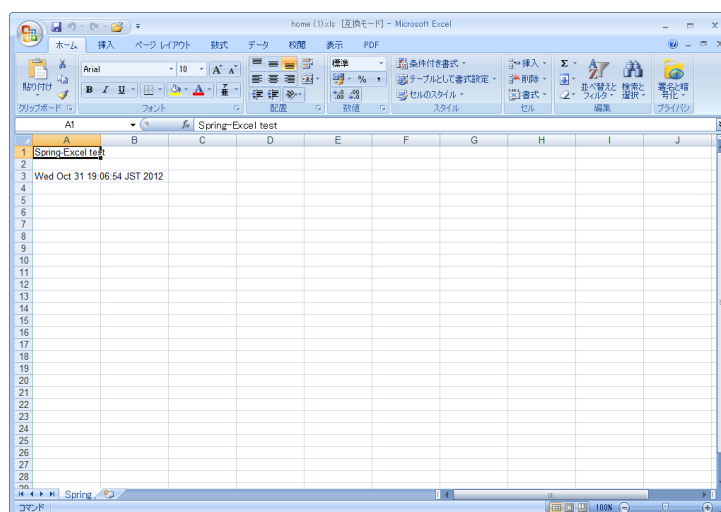 home (1).xls [互換モード] - Microsoft Excel
ホーム 挿入 ページ レイアウト 数式 データ 校閲 表示 PDF
貼り付け
クリップボード
Arial 10
A A
B I U A
フォント
配置
標準
% ,
数値
条件付き書式
テーブルとして書式設定
セルのスタイル
スタイル
挿入
削除
書式
セル
Σ
並べ替えと フィルタ
検索と 選択
編集
署名と暗号化
プライバシ
A1 fx Spring-Excel test
A B C D E F G H I J
1 Spring-Excel test
2
3 Wed Oct 31 19:06:54 JST 2012
4
5
6
7
8
9
10
11
12
13
14
15
16
17
18
19
20
21
22
23
24
25
26
27
28
29
Spring
コマンド 100%